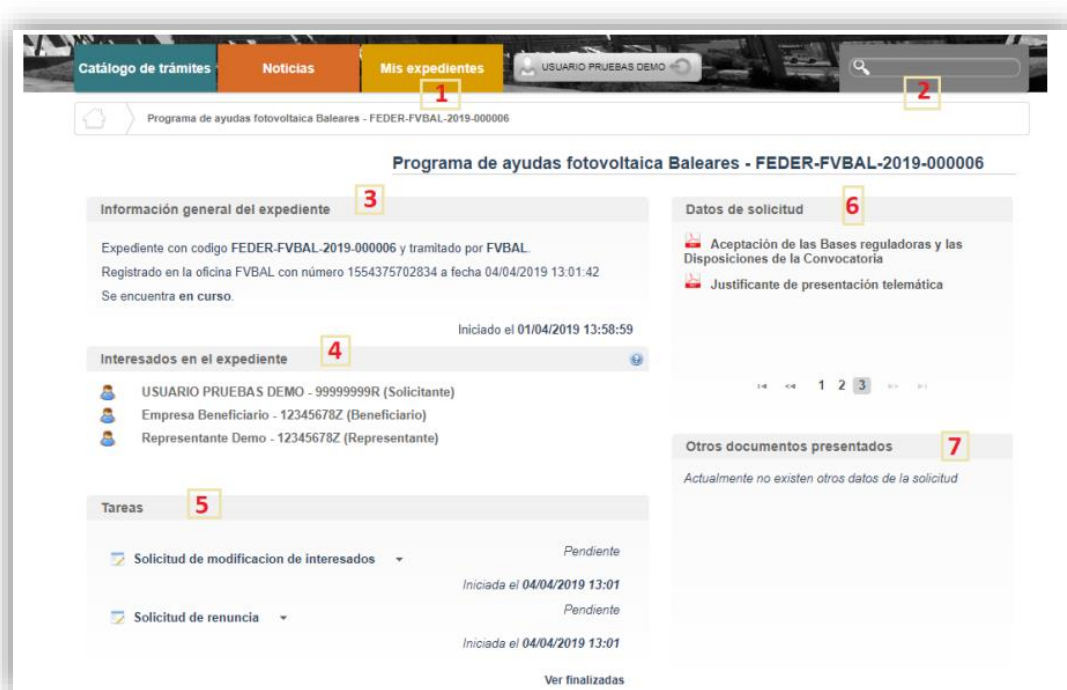 Catálogo de trámites
Noticias
Mis expedientes
USUARIO PRUEBAS DEMO
1
2
Programa de ayudas fotovoltaica Baleares - FEDER-FVBAL-2019-000006
Programa de ayudas fotovoltaica Baleares - FEDER-FVBAL-2019-000006
Información general del expediente
3
Expediente con codigo FEDER-FVBAL-2019-000006 y tramitado por FVBAL.
Registrado en la oficina FVBAL con número 1554375702834 a fecha 04/04/2019 13:01:42
Se encuentra en curso.
Iniciado el 01/04/2019 13:58:59
Interesados en el expediente
4
USUARIO PRUEBAS DEMO - 99999999R (Solicitante)
Empresa Beneficiario - 12345678Z (Beneficiario)
Representante Demo - 12345678Z (Representante)
Tareas
5
Solicitud de modificacion de interesados
Pendiente
Iniciada el 04/04/2019 13:01
Solicitud de renuncia
Pendiente
Iniciada el 04/04/2019 13:01
Ver finalizadas
Datos de solicitud
6
Aceptación de las Bases reguladoras y las
Disposiciones de la Convocatoria
Justificante de presentación telemática
1 2 3
Otros documentos presentados
7
Actualmente no existen otros datos de la solicitud